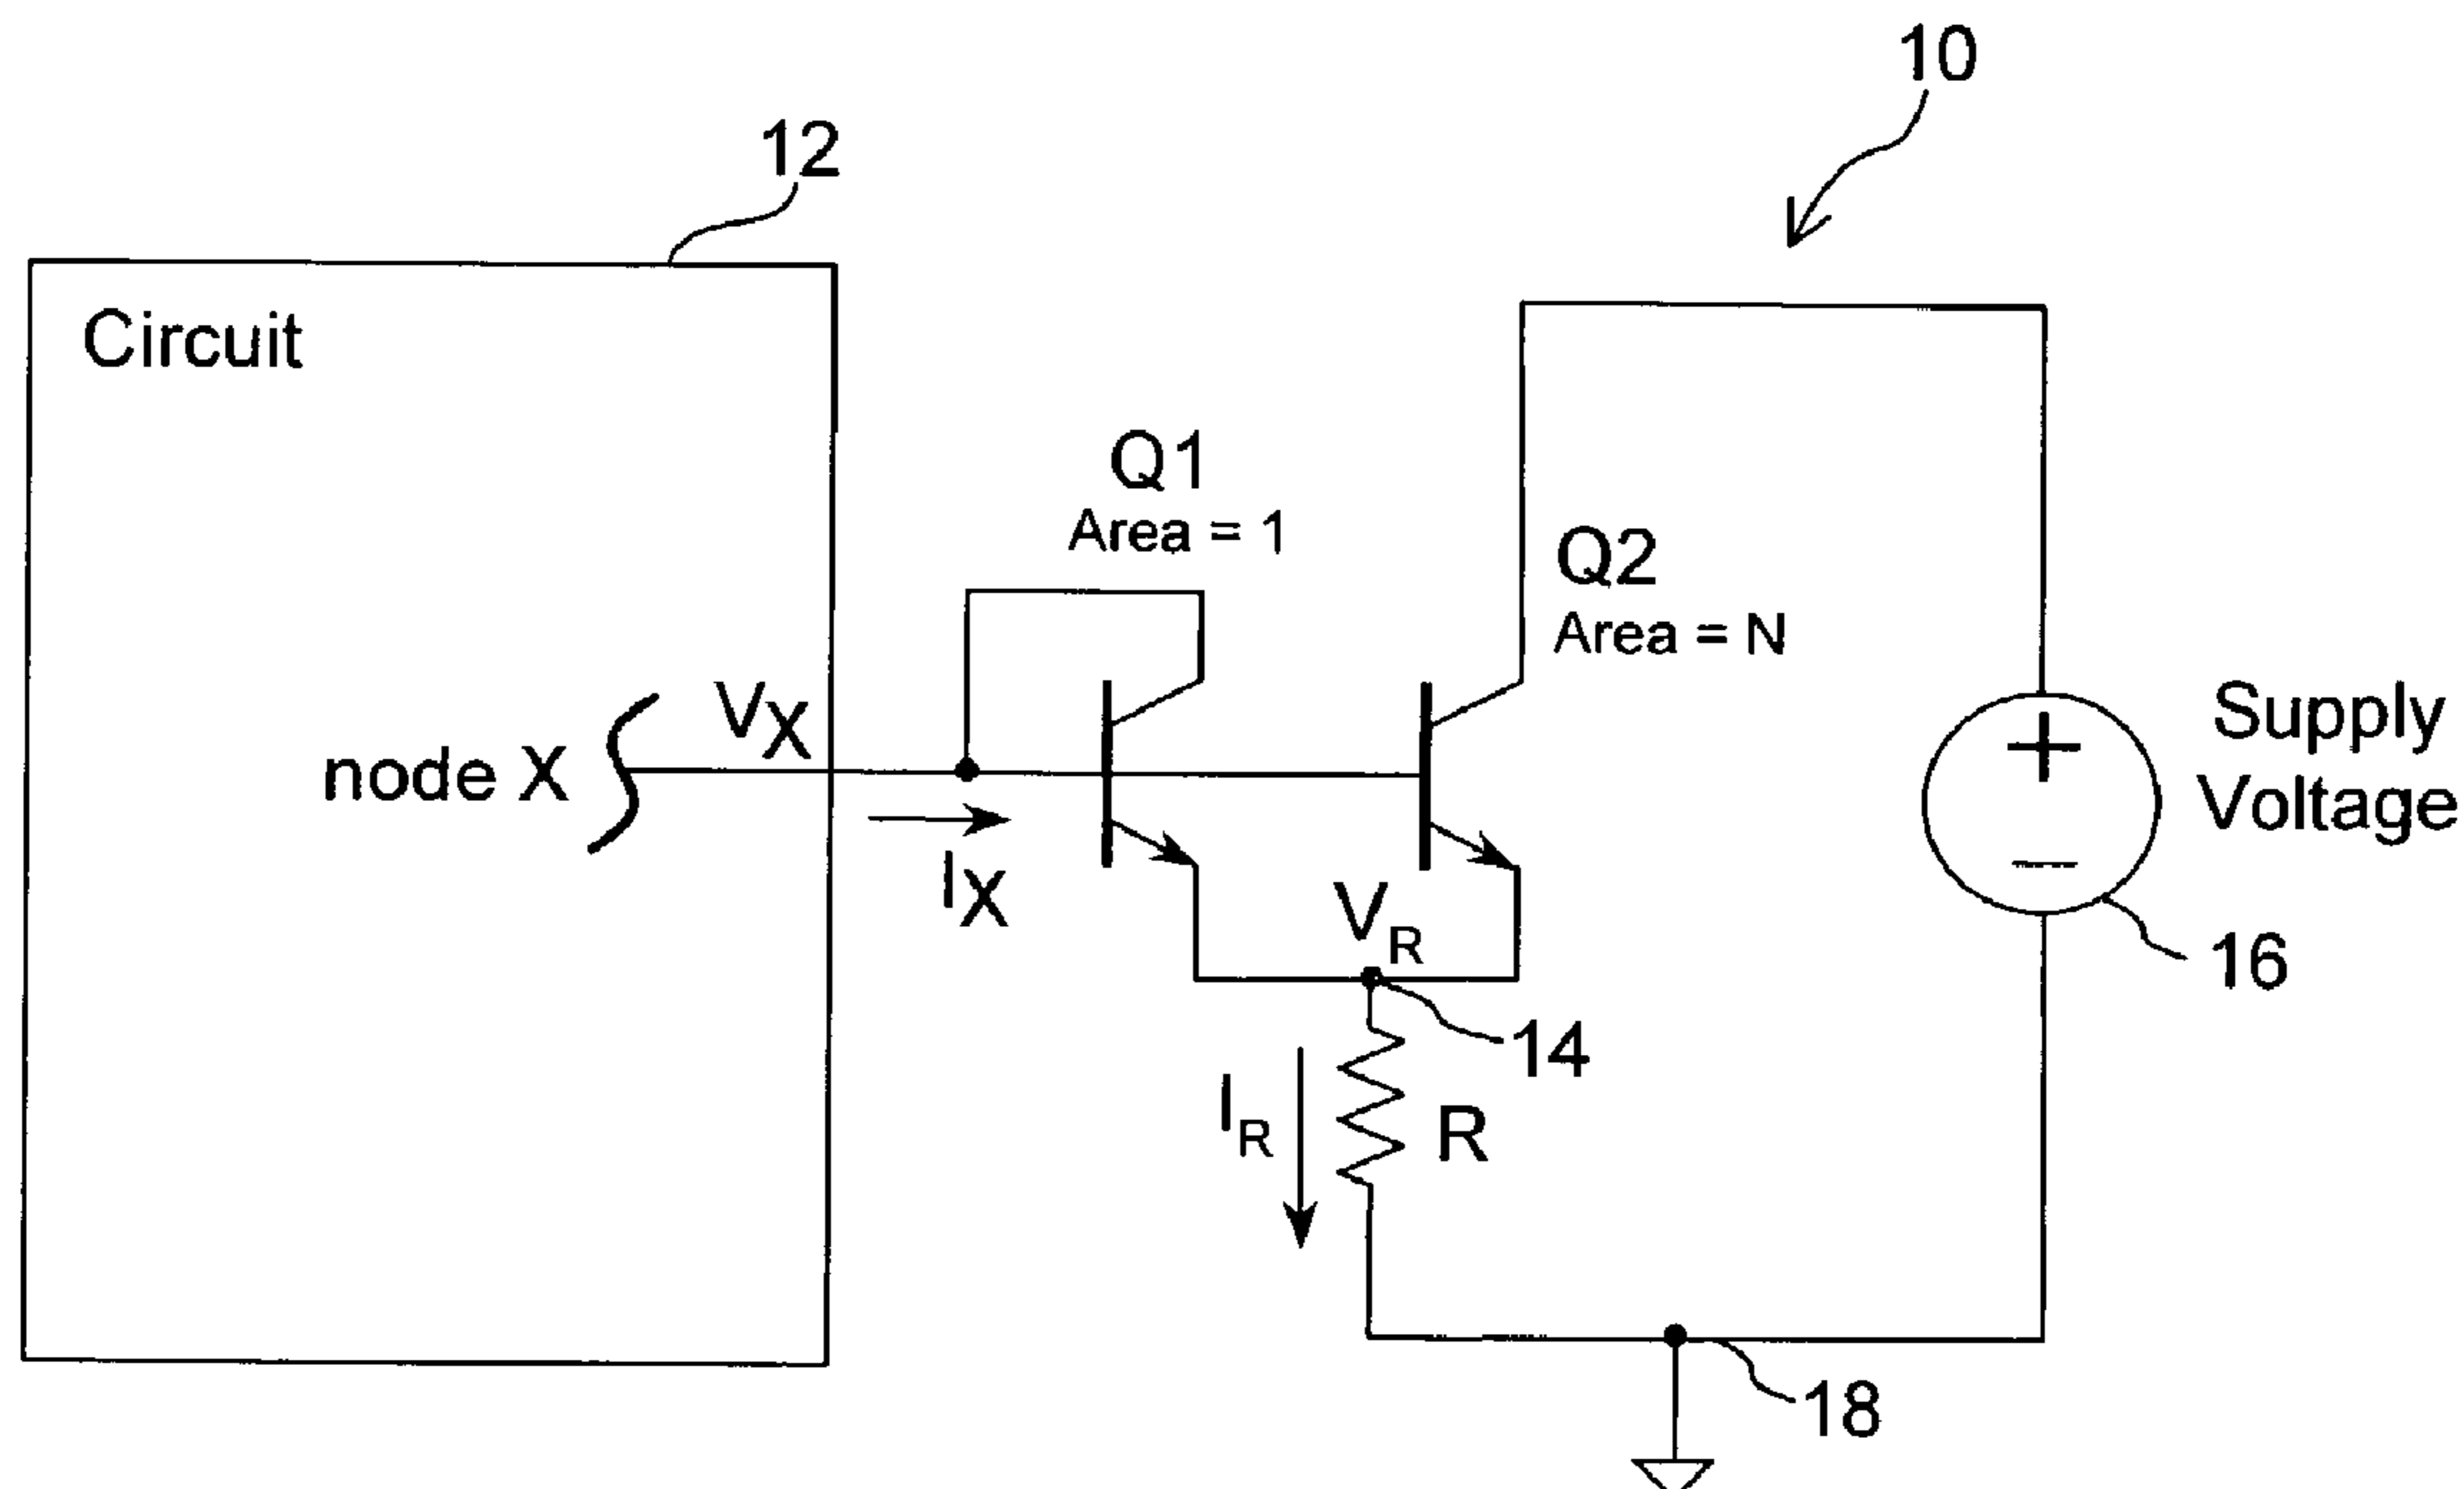 10
12
Circuit
Q1
Area = 1
Q2
Area = N
node X
VX
IX
VR
Supply
Voltage
+
−
16
14
IR
R
18